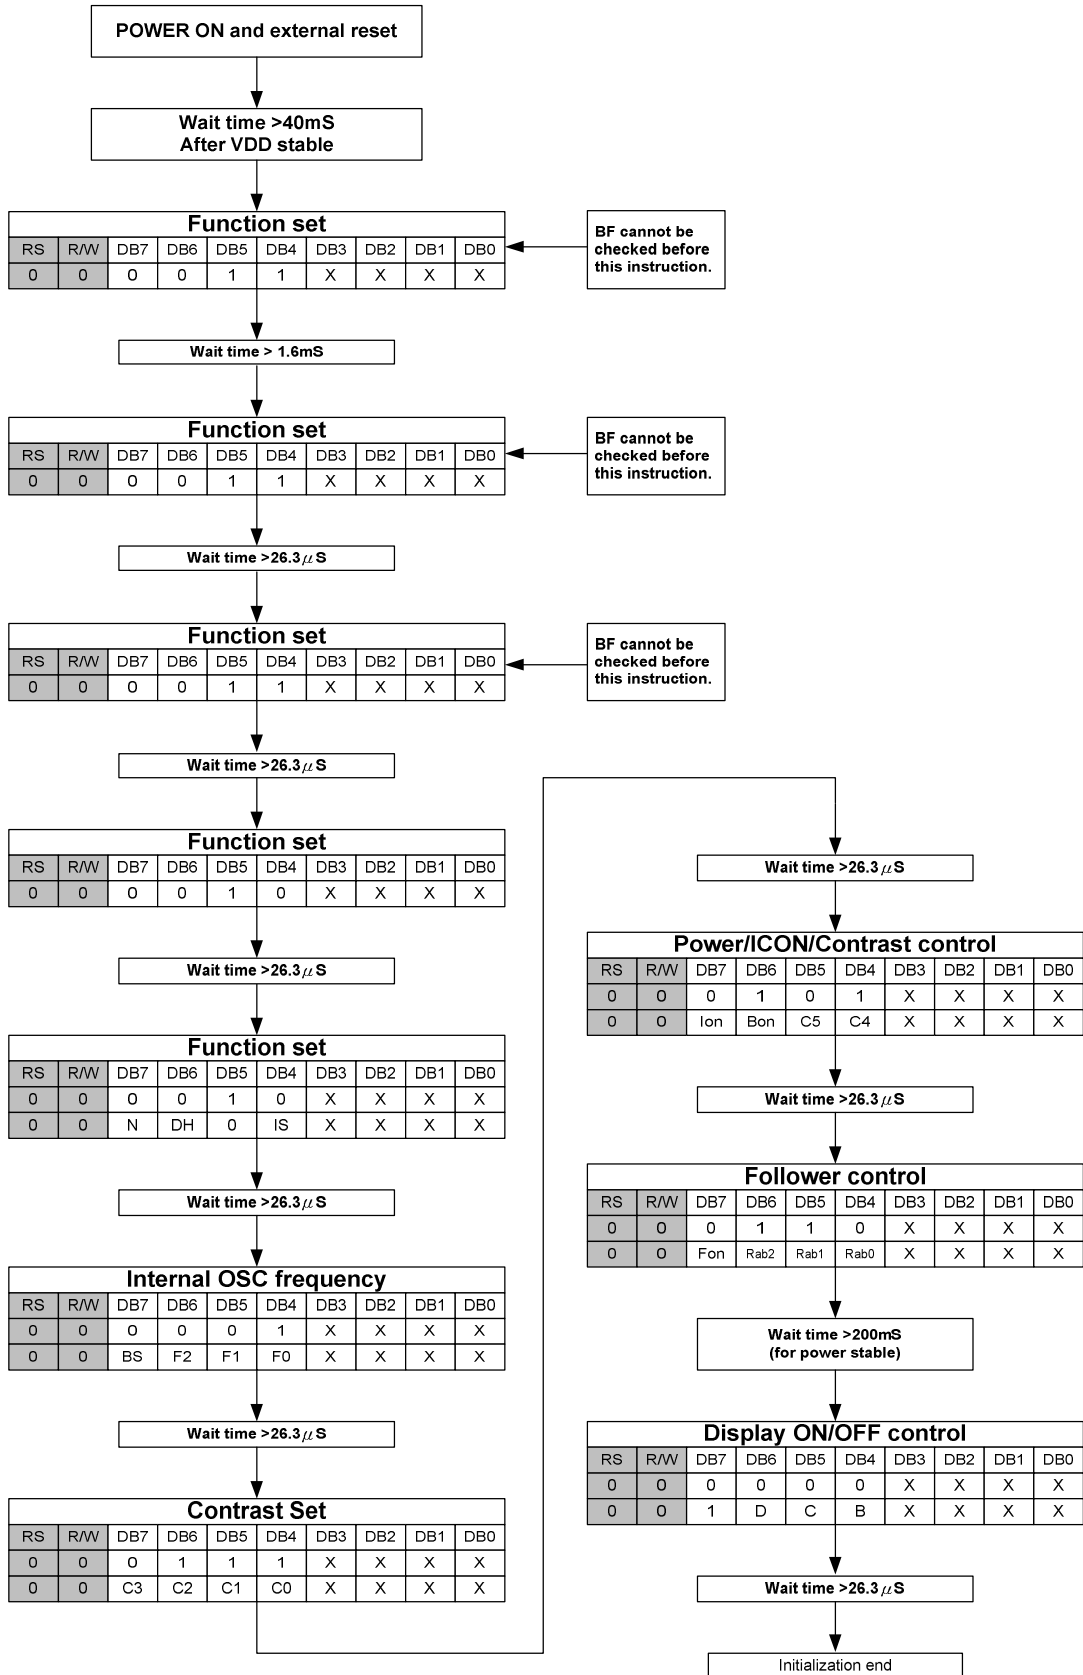 POWER ON and external reset
Wait time >40mS
After VDD stable
Function set
RS R/W DB7 DB6 DB5 DB4 DB3 DB2 DB1 DB0
0 0 0 0 1 1 X X X X
BF cannot be
checked before
this instruction.
Wait time > 1.6mS
Function set
RS R/W DB7 DB6 DB5 DB4 DB3 DB2 DB1 DB0
0 0 0 0 1 1 X X X X
BF cannot be
checked before
this instruction.
Wait time >26.3μS
Function set
RS R/W DB7 DB6 DB5 DB4 DB3 DB2 DB1 DB0
0 0 0 0 1 1 X X X X
BF cannot be
checked before
this instruction.
Wait time >26.3μS
Function set
RS R/W DB7 DB6 DB5 DB4 DB3 DB2 DB1 DB0
0 0 0 0 1 0 X X X X
Wait time >26.3μS
Function set
RS R/W DB7 DB6 DB5 DB4 DB3 DB2 DB1 DB0
0 0 0 0 1 0 X X X X
0 0 N DH 0 IS X X X X
Wait time >26.3μS
Internal OSC frequency
RS R/W DB7 DB6 DB5 DB4 DB3 DB2 DB1 DB0
0 0 0 0 0 1 X X X X
0 0 BS F2 F1 F0 X X X X
Wait time >26.3μS
Contrast Set
RS R/W DB7 DB6 DB5 DB4 DB3 DB2 DB1 DB0
0 0 0 1 1 1 X X X X
0 0 C3 C2 C1 C0 X X X X
Wait time >26.3μS
Power/ICON/Contrast control
RS R/W DB7 DB6 DB5 DB4 DB3 DB2 DB1 DB0
0 0 0 1 0 1 X X X X
0 0 Ion Bon C5 C4 X X X X
Wait time >26.3μS
Follower control
RS R/W DB7 DB6 DB5 DB4 DB3 DB2 DB1 DB0
0 0 0 1 1 0 X X X X
0 0 Fon Rab2 Rab1 Rab0 X X X X
Wait time >200mS
(for power stable)
Display ON/OFF control
RS R/W DB7 DB6 DB5 DB4 DB3 DB2 DB1 DB0
0 0 0 0 0 0 X X X X
0 0 1 D C B X X X X
Wait time >26.3μS
Initialization end